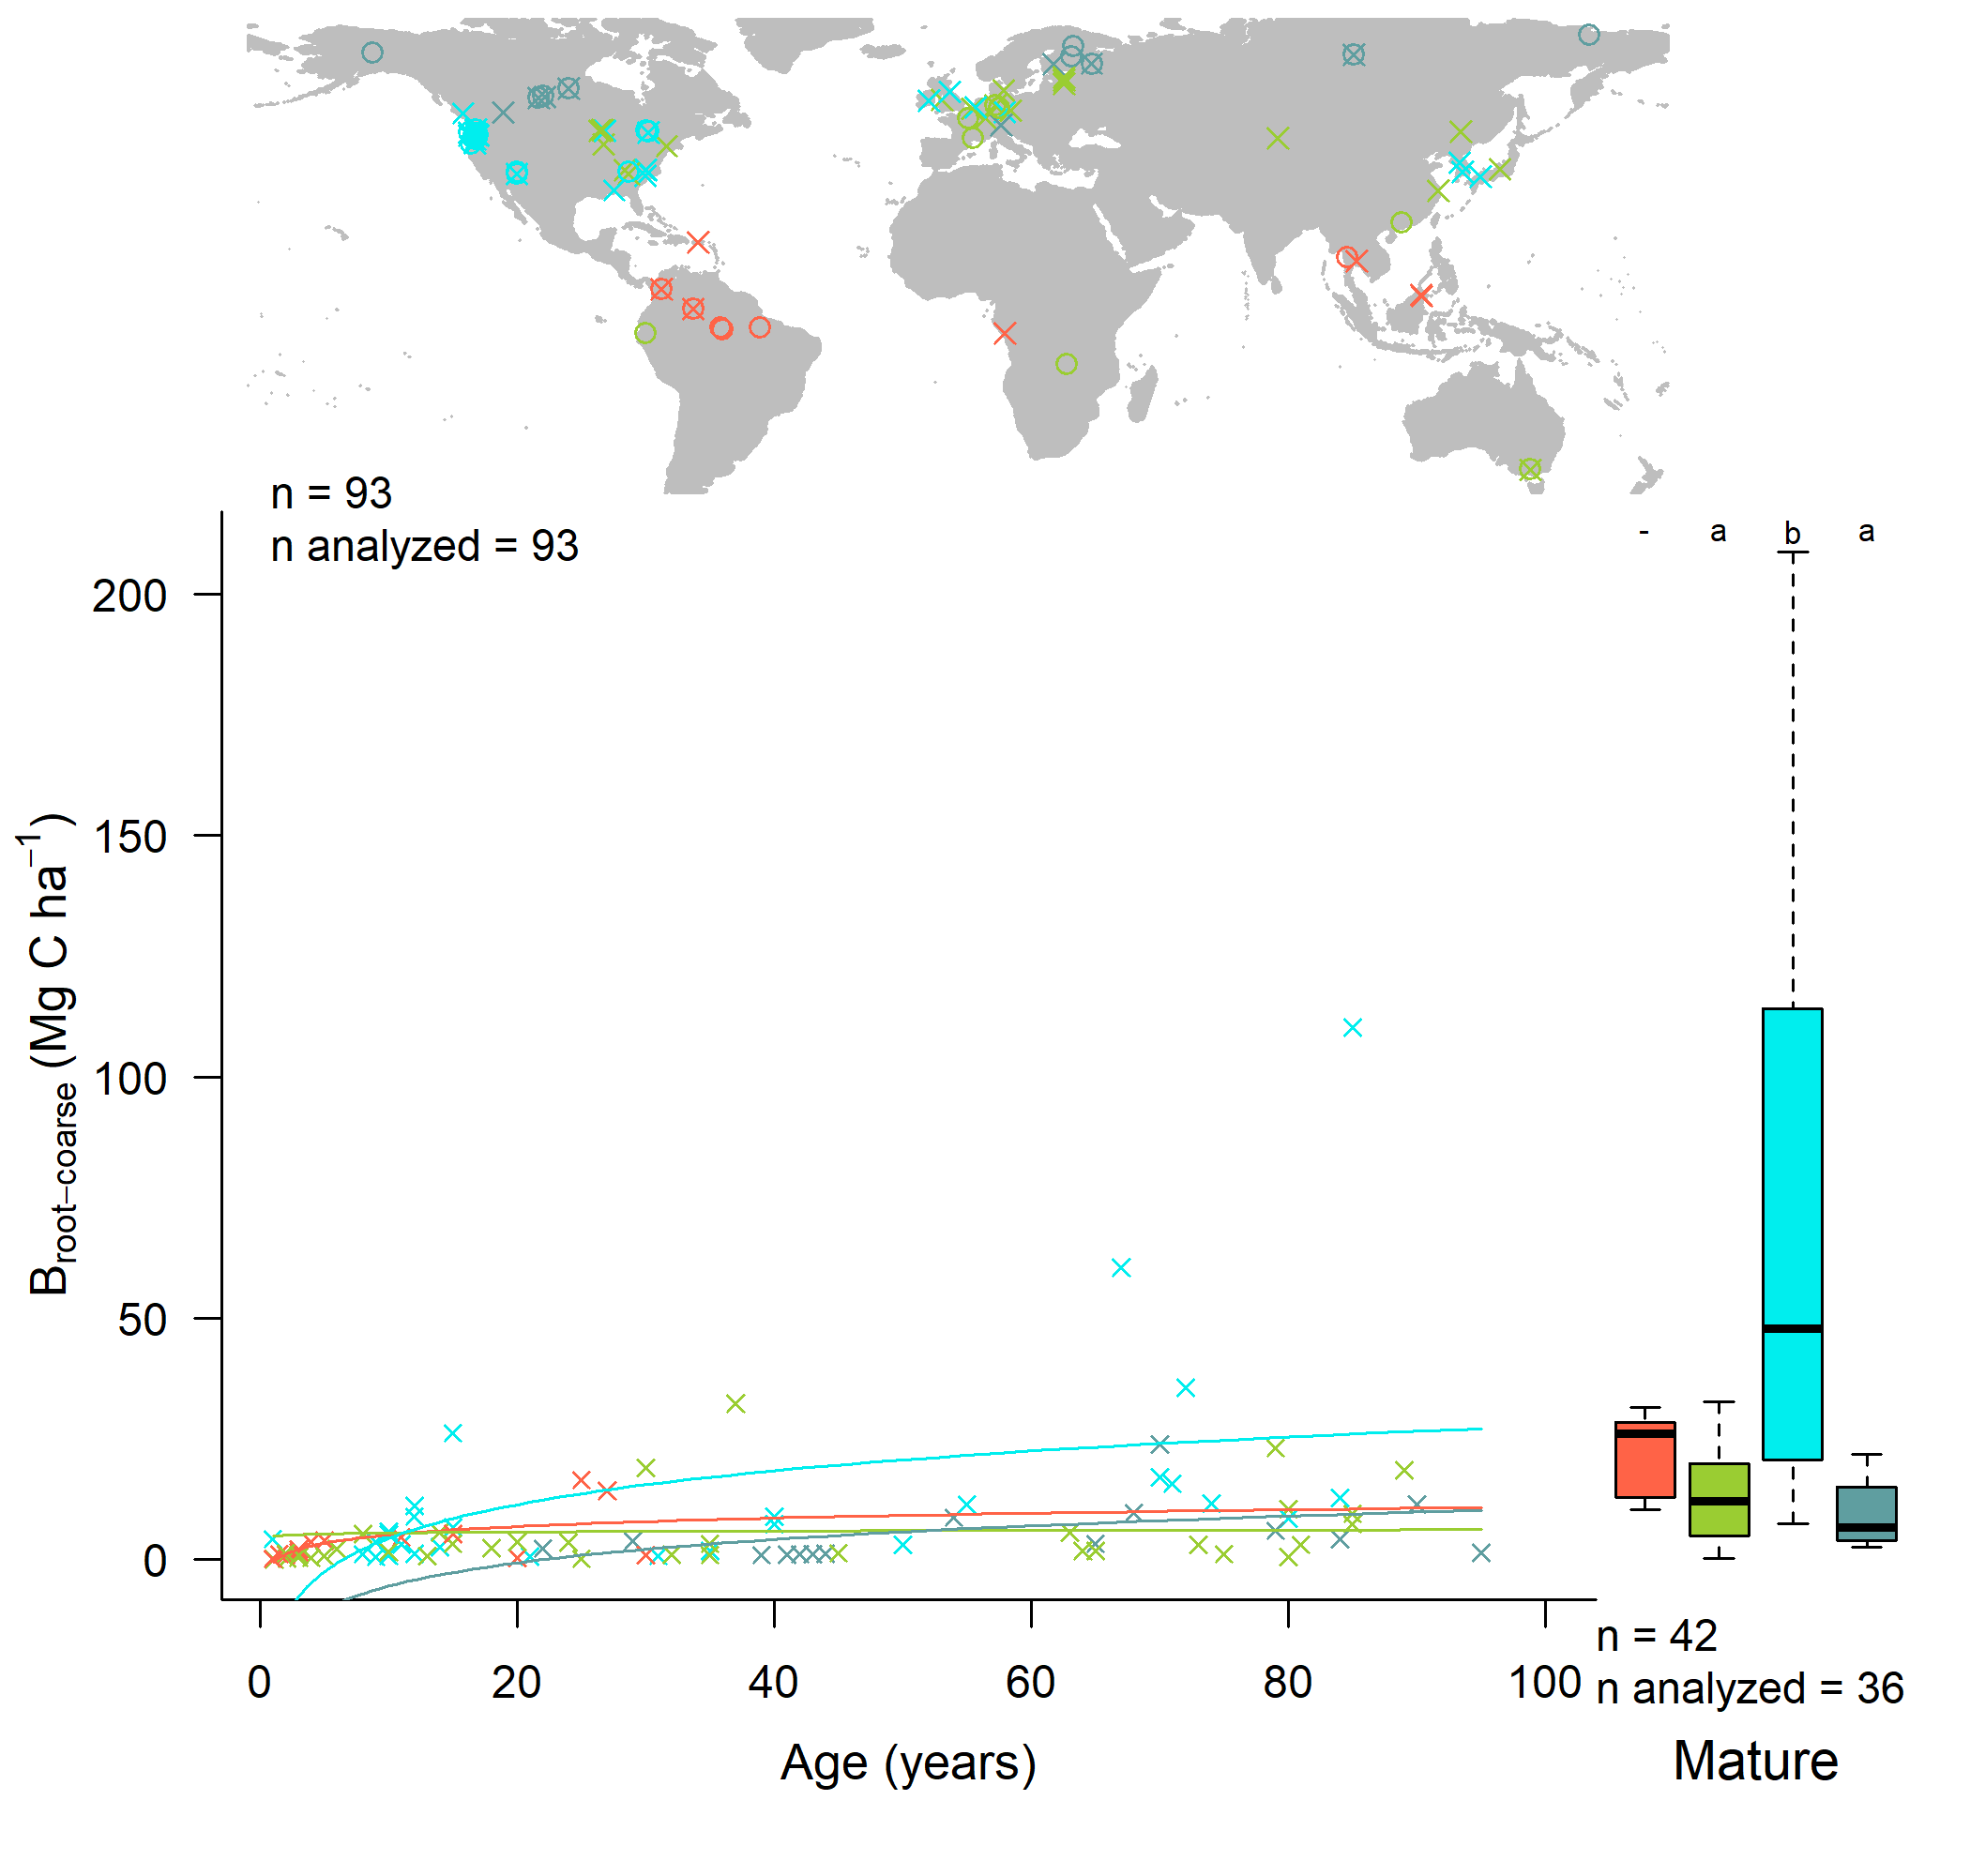 n = 93
n analyzed = 93
- a b a
200
150
100
50
0
B root−coarse (Mg C ha −1)
0 20 40 60 80 100
Age (years)
n = 42
n analyzed = 36
Mature